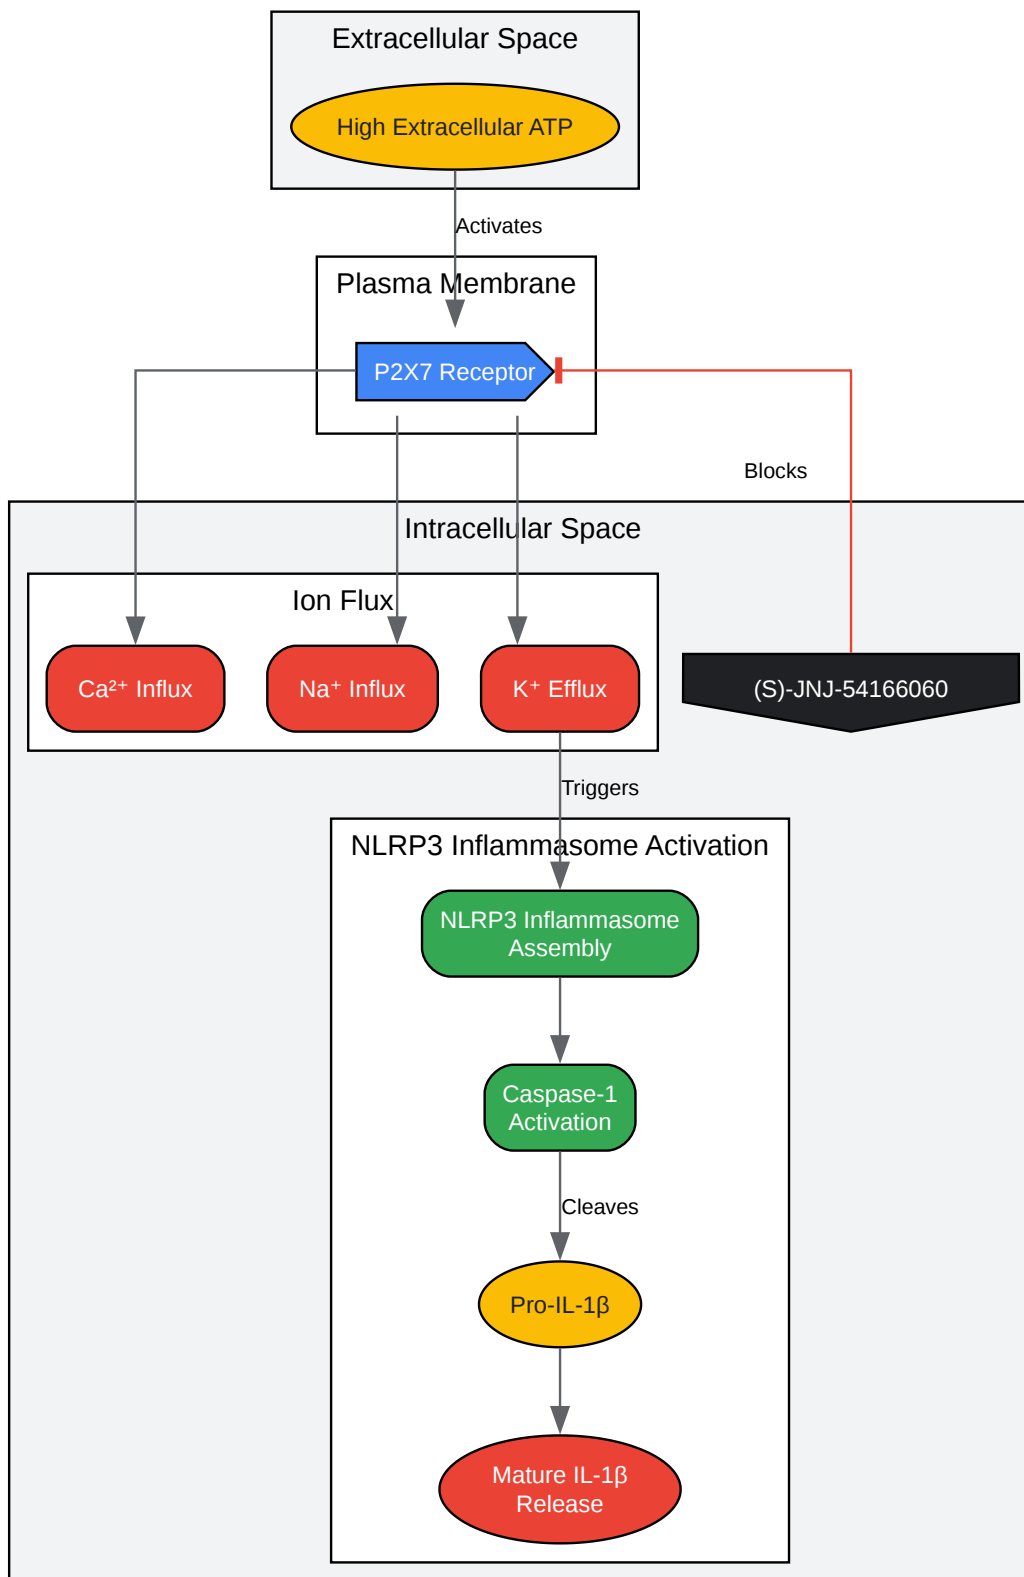 Extracellular Space
High Extracellular ATP
Activates
Plasma Membrane
P2X7 Receptor
Blocks
Intracellular Space
Ion Flux
Ca²⁺ Influx
Na⁺ Influx
K⁺ Efflux
(S)-JNJ-54166060
Triggers
NLRP3 Inflammasome Activation
NLRP3 Inflammasome
Assembly
Caspase-1
Activation
Cleaves
Pro-IL-1β
Mature IL-1β
Release